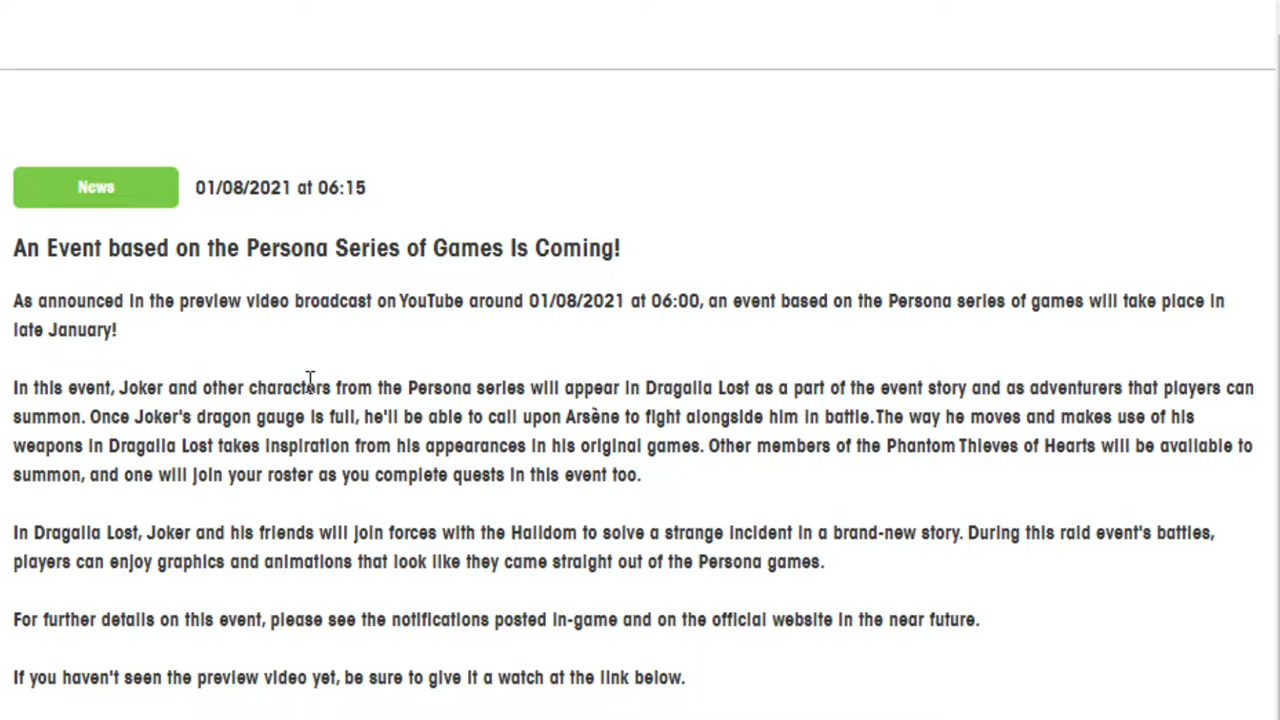 News
01/08/2021 at 06:15
An Event based on the Persona Series of Games Is Coming!
As announced in the preview video broadcast on YouTube around 01/08/2021 at 06:00, an event based on the Persona series of games will take place in
late January!
In this event, Joker and other characters from the Persona series will appear in Dragalia Lost as a part of the event story and as adventurers that players can
summon. Once Joker's dragon gauge is full, he'll be able to call upon Arsène to fight alongside him in battle. The way he moves and makes use of his
weapons in Dragalia Lost takes inspiration from his appearances in his original games. Other members of the Phantom Thieves of Hearts will be available to
summon, and one will join your roster as you complete quests in this event too.
In Dragalia Lost, Joker and his friends will join forces with the Halidom to solve a strange incident in a brand-new story. During this raid event's battles,
players can enjoy graphics and animations that look like they came straight out of the Persona games.
For further details on this event, please see the notifications posted in-game and on the official website in the near future.
If you haven't seen the preview video yet, be sure to give it a watch at the link below.